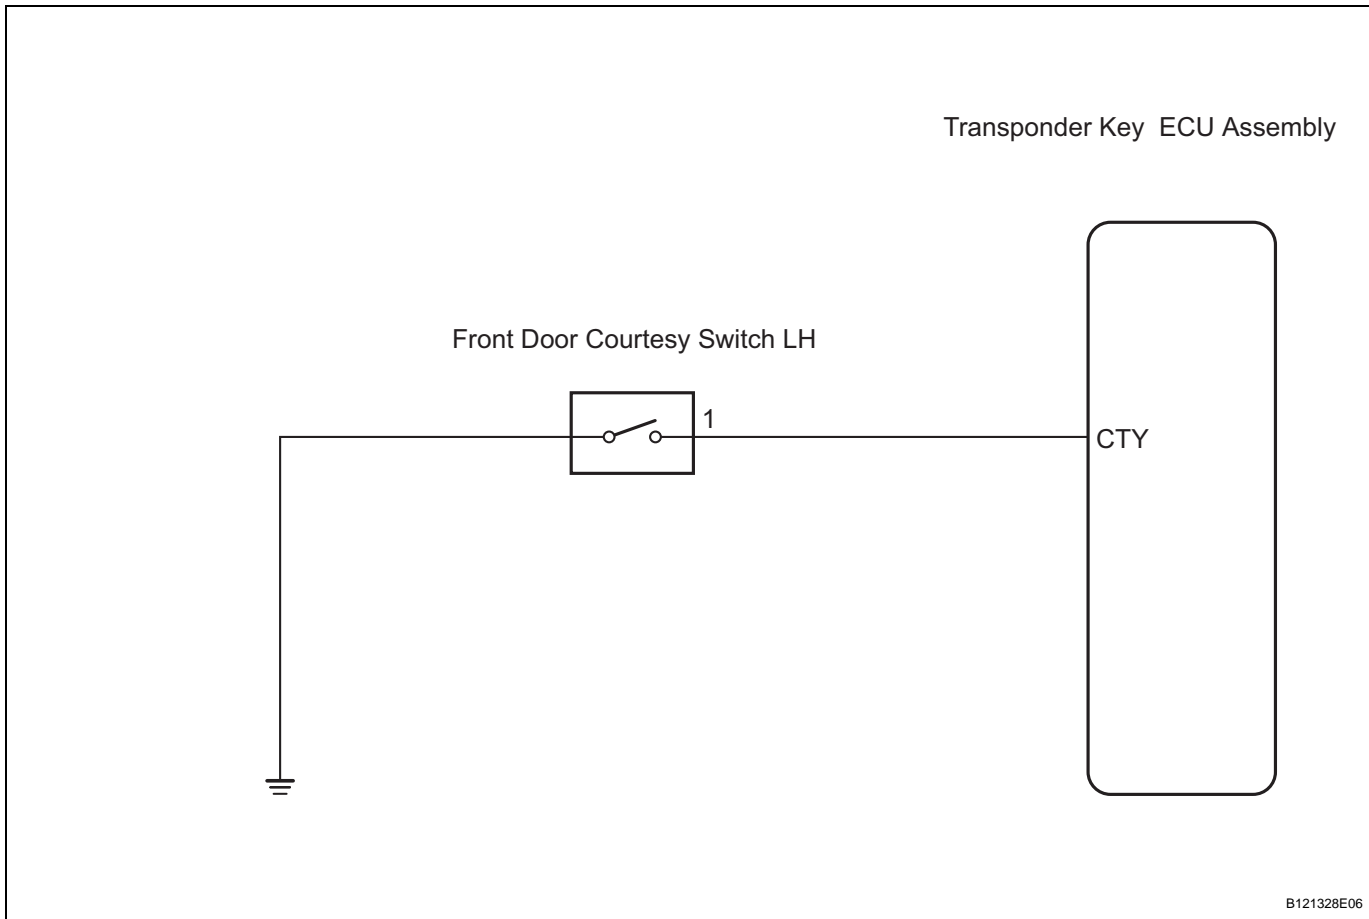 Transponder Key  ECU Assembly
Front Door Courtesy Switch LH
1
CTY
B121328E06